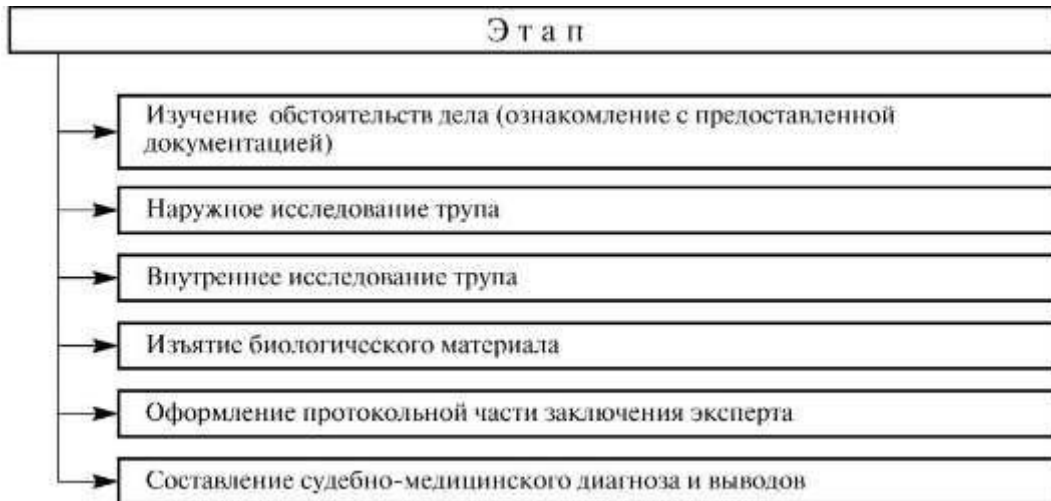 Этап
Изучение обстоятельств дела (ознакомление с предоставленной
документацией)
Наружное исследование трупа
Внутреннее исследование трупа
Изъятие биологического материала
Оформление протокольной части заключения эксперта
Составление судебно-медицинского диагноза и выводов